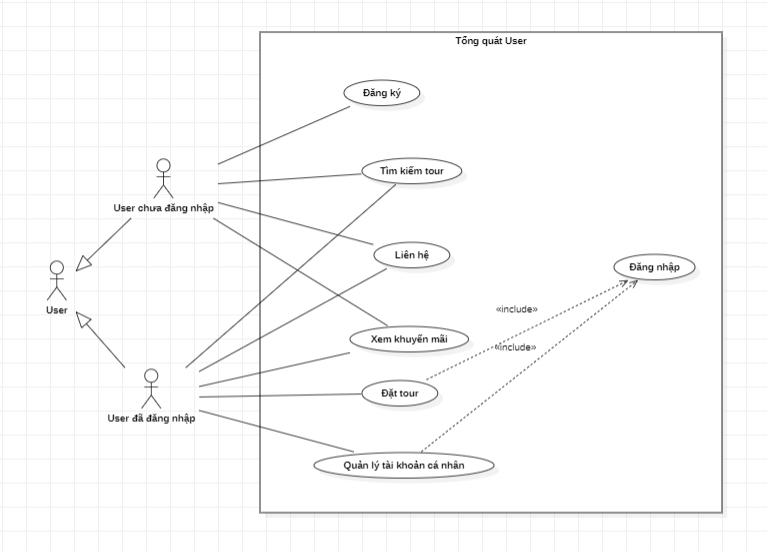 Tổng quát User
Đăng ký
Tìm kiếm tour
User chưa đăng nhập
Liên hệ
Đăng nhập
User
«include»
Xem khuyến mãi
«include»
Đặt tour
User đã đăng nhập
Quản lý tài khoản cá nhân